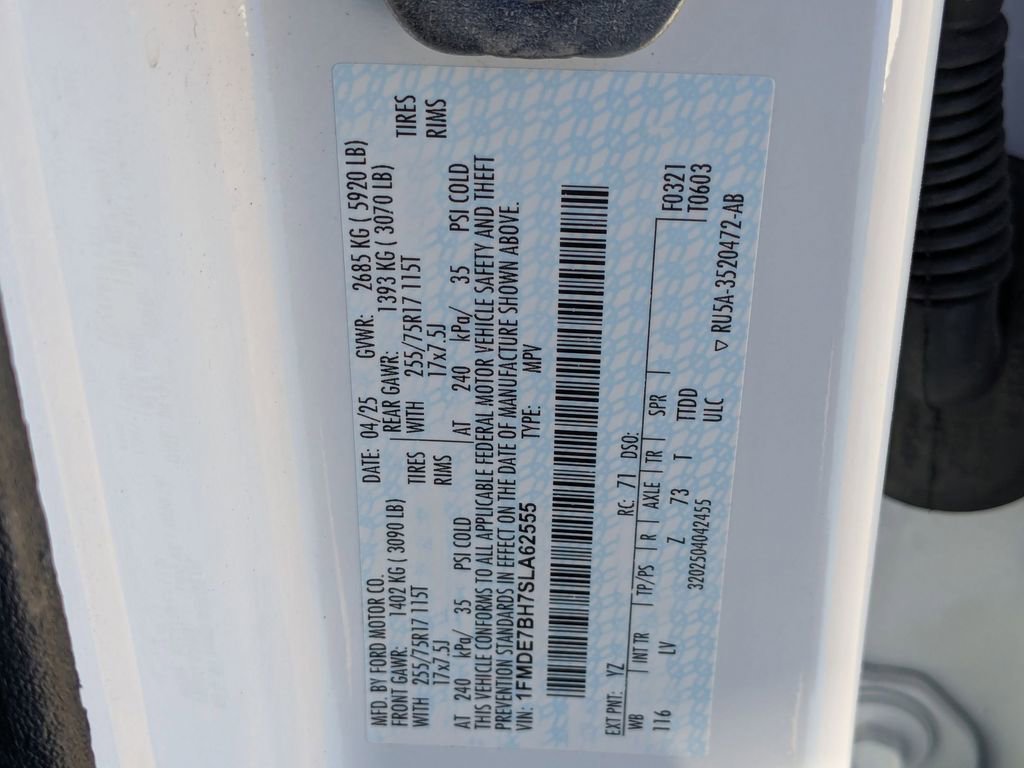 MFD. BY FORD MOTOR CO. DATE: 04/25 GVWR: 2685 KG ( 5920 LB)
FRONT GAWR: 1402 KG ( 3090 LB) REAR GAWR: 1393 KG ( 3070 LB)
WITH 255/75R17 115T TIRES WITH 255/75R17 115T TIRES
17x7.5J RIMS 17x7.5J RIMS
AT 240 kPa/ 35 PSI COLD AT 240 kPa/ 35 PSI COLD
THIS VEHICLE CONFORMS TO ALL APPLICABLE FEDERAL MOTOR VEHICLE SAFETY AND THEFT
PREVENTION STANDARDS IN EFFECT ON THE DATE OF MANUFACTURE SHOWN ABOVE.
VIN: 1FMDE7BH7SLA62555 TYPE: MPV
EXT PNT: YZ RC: 71 DSO:
WB INT TR TP/PS R AXLE TR SPR F0321
116 LV Z 73 T TTDD T0603
32025040402455 ULC
▽ RU5A-3520472-AB